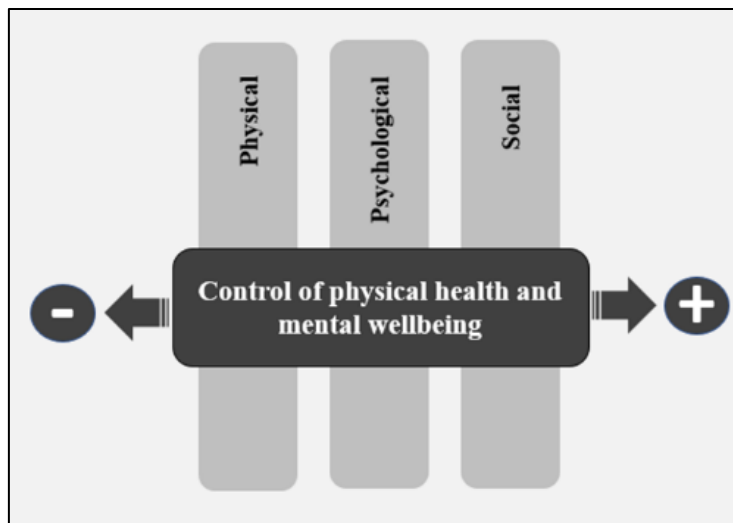 Physical
Psychological
Social
Control of physical health and
mental wellbeing
-
+